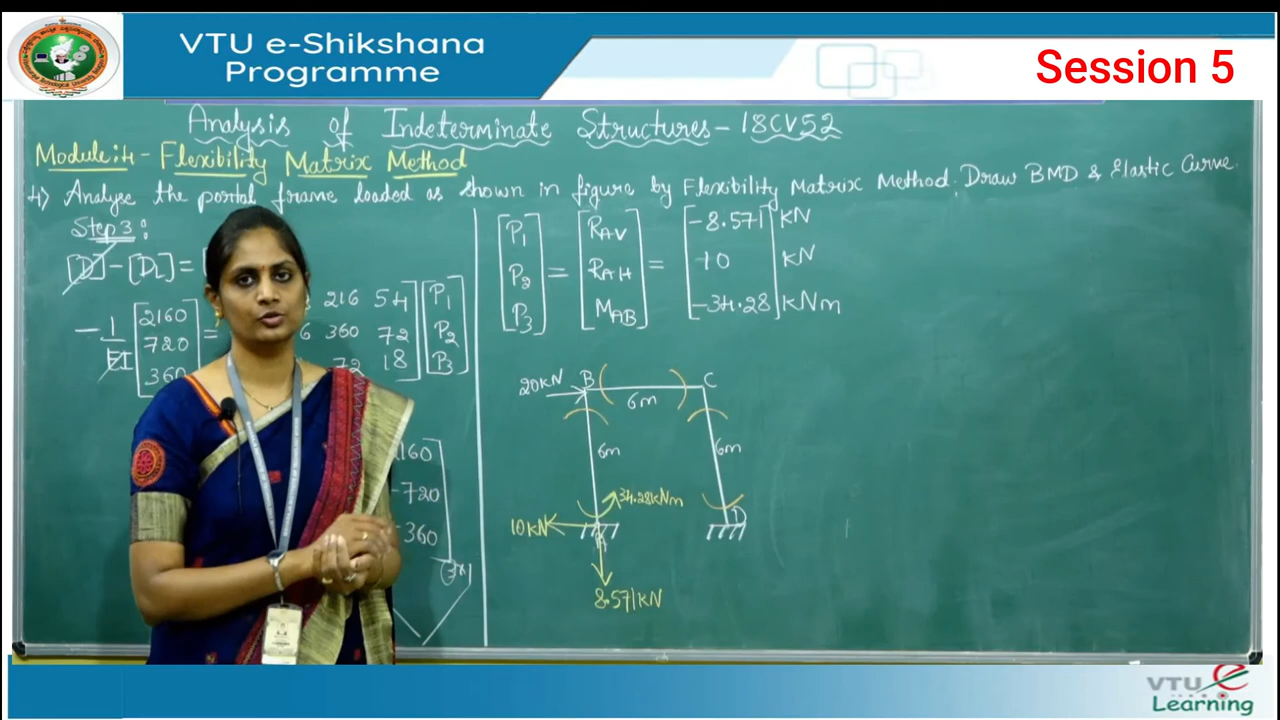 VTU e-Shikshana
Programme
Session 5
Analysis of Indeterminate Structures - 18CV52
Module:4 - Flexibility Matrix Method
4) Analyse the portal frame loaded as shown in figure by Flexibility Matrix Method. Draw BMD & Elastic Curve.
Step 3:
[D] - [DL] = [
- 1/EI [2160 720 360] =
216 54
6 360 72
72 18
[P1 P2 P3]
2160
-720
-360
(3x1)
[P1 P2 P3] = [RAV RAH MAB] = [-8.571 -10 -34.28] kN kN kNm
20kN B C
6m
6m 6m
34.28kNm
10kN D
8.571kN
VTU
Learning